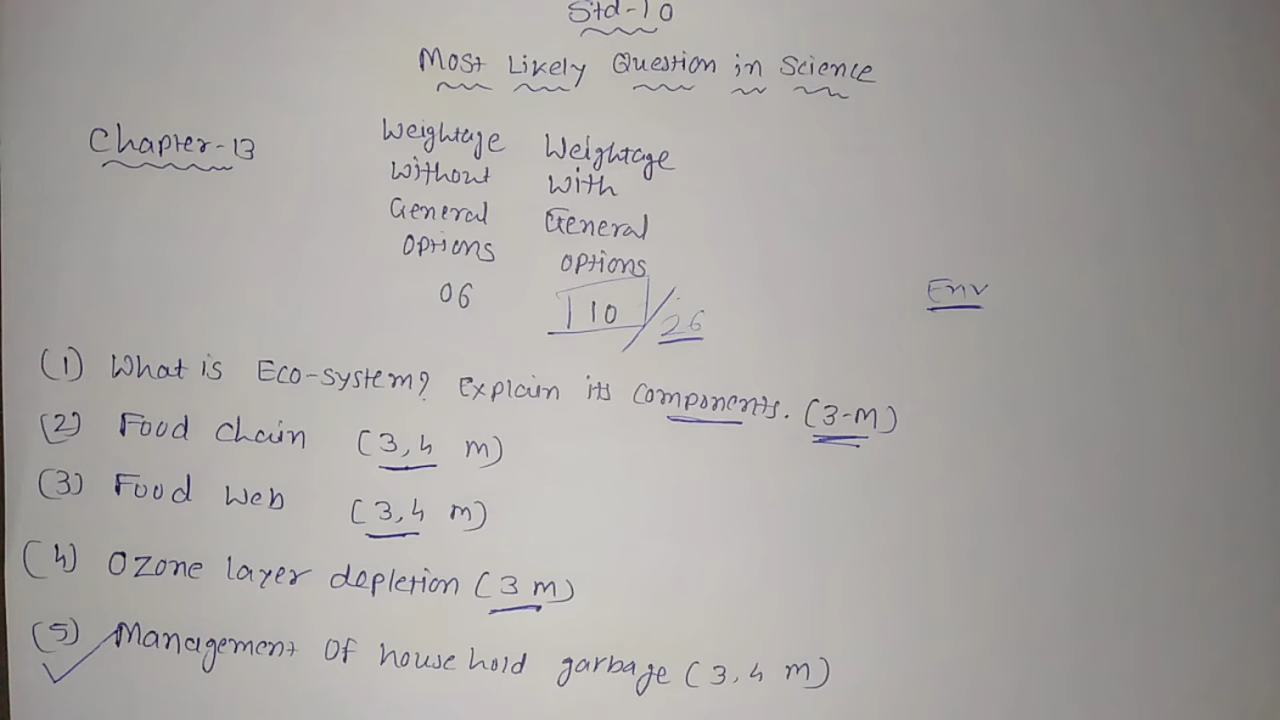 Std-10
Most Likely Question in Science
Chapter-13
Weightage
without
General
options
06
Weightage
with
General
options
10/26
Env
(1) What is Eco-system? Explain its components. (3-M)
(2) Food chain (3,4 m)
(3) Food web (3,4 m)
(4) Ozone layer depletion (3 m)
(5) Management of house hold garbage (3,4 m)